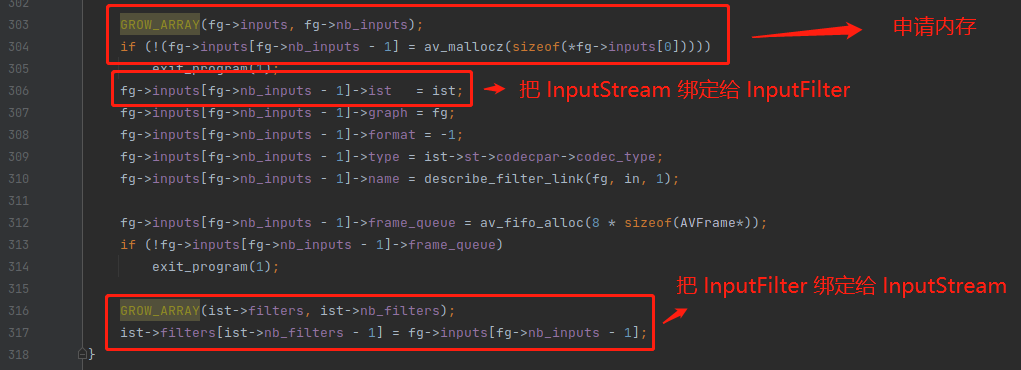 302
303 GROW_ARRAY(fg->inputs, fg->nb_inputs);
304 if (!(fg->inputs[fg->nb_inputs - 1] = av_mallocz(sizeof(*fg->inputs[0]))))
申请内存
305 exit_program(1);
306 fg->inputs[fg->nb_inputs - 1]->ist   = ist;
把 InputStream 绑定给 InputFilter
307 fg->inputs[fg->nb_inputs - 1]->graph = fg;
308 fg->inputs[fg->nb_inputs - 1]->format = -1;
309 fg->inputs[fg->nb_inputs - 1]->type = ist->st->codecpar->codec_type;
310 fg->inputs[fg->nb_inputs - 1]->name = describe_filter_link(fg, in, 1);
311
312 fg->inputs[fg->nb_inputs - 1]->frame_queue = av_fifo_alloc(8 * sizeof(AVFrame*));
313 if (!fg->inputs[fg->nb_inputs - 1]->frame_queue)
314 exit_program(1);
315
把 InputFilter 绑定给 InputStream
316 GROW_ARRAY(ist->filters, ist->nb_filters);
317 ist->filters[ist->nb_filters - 1] = fg->inputs[fg->nb_inputs - 1];
318 }